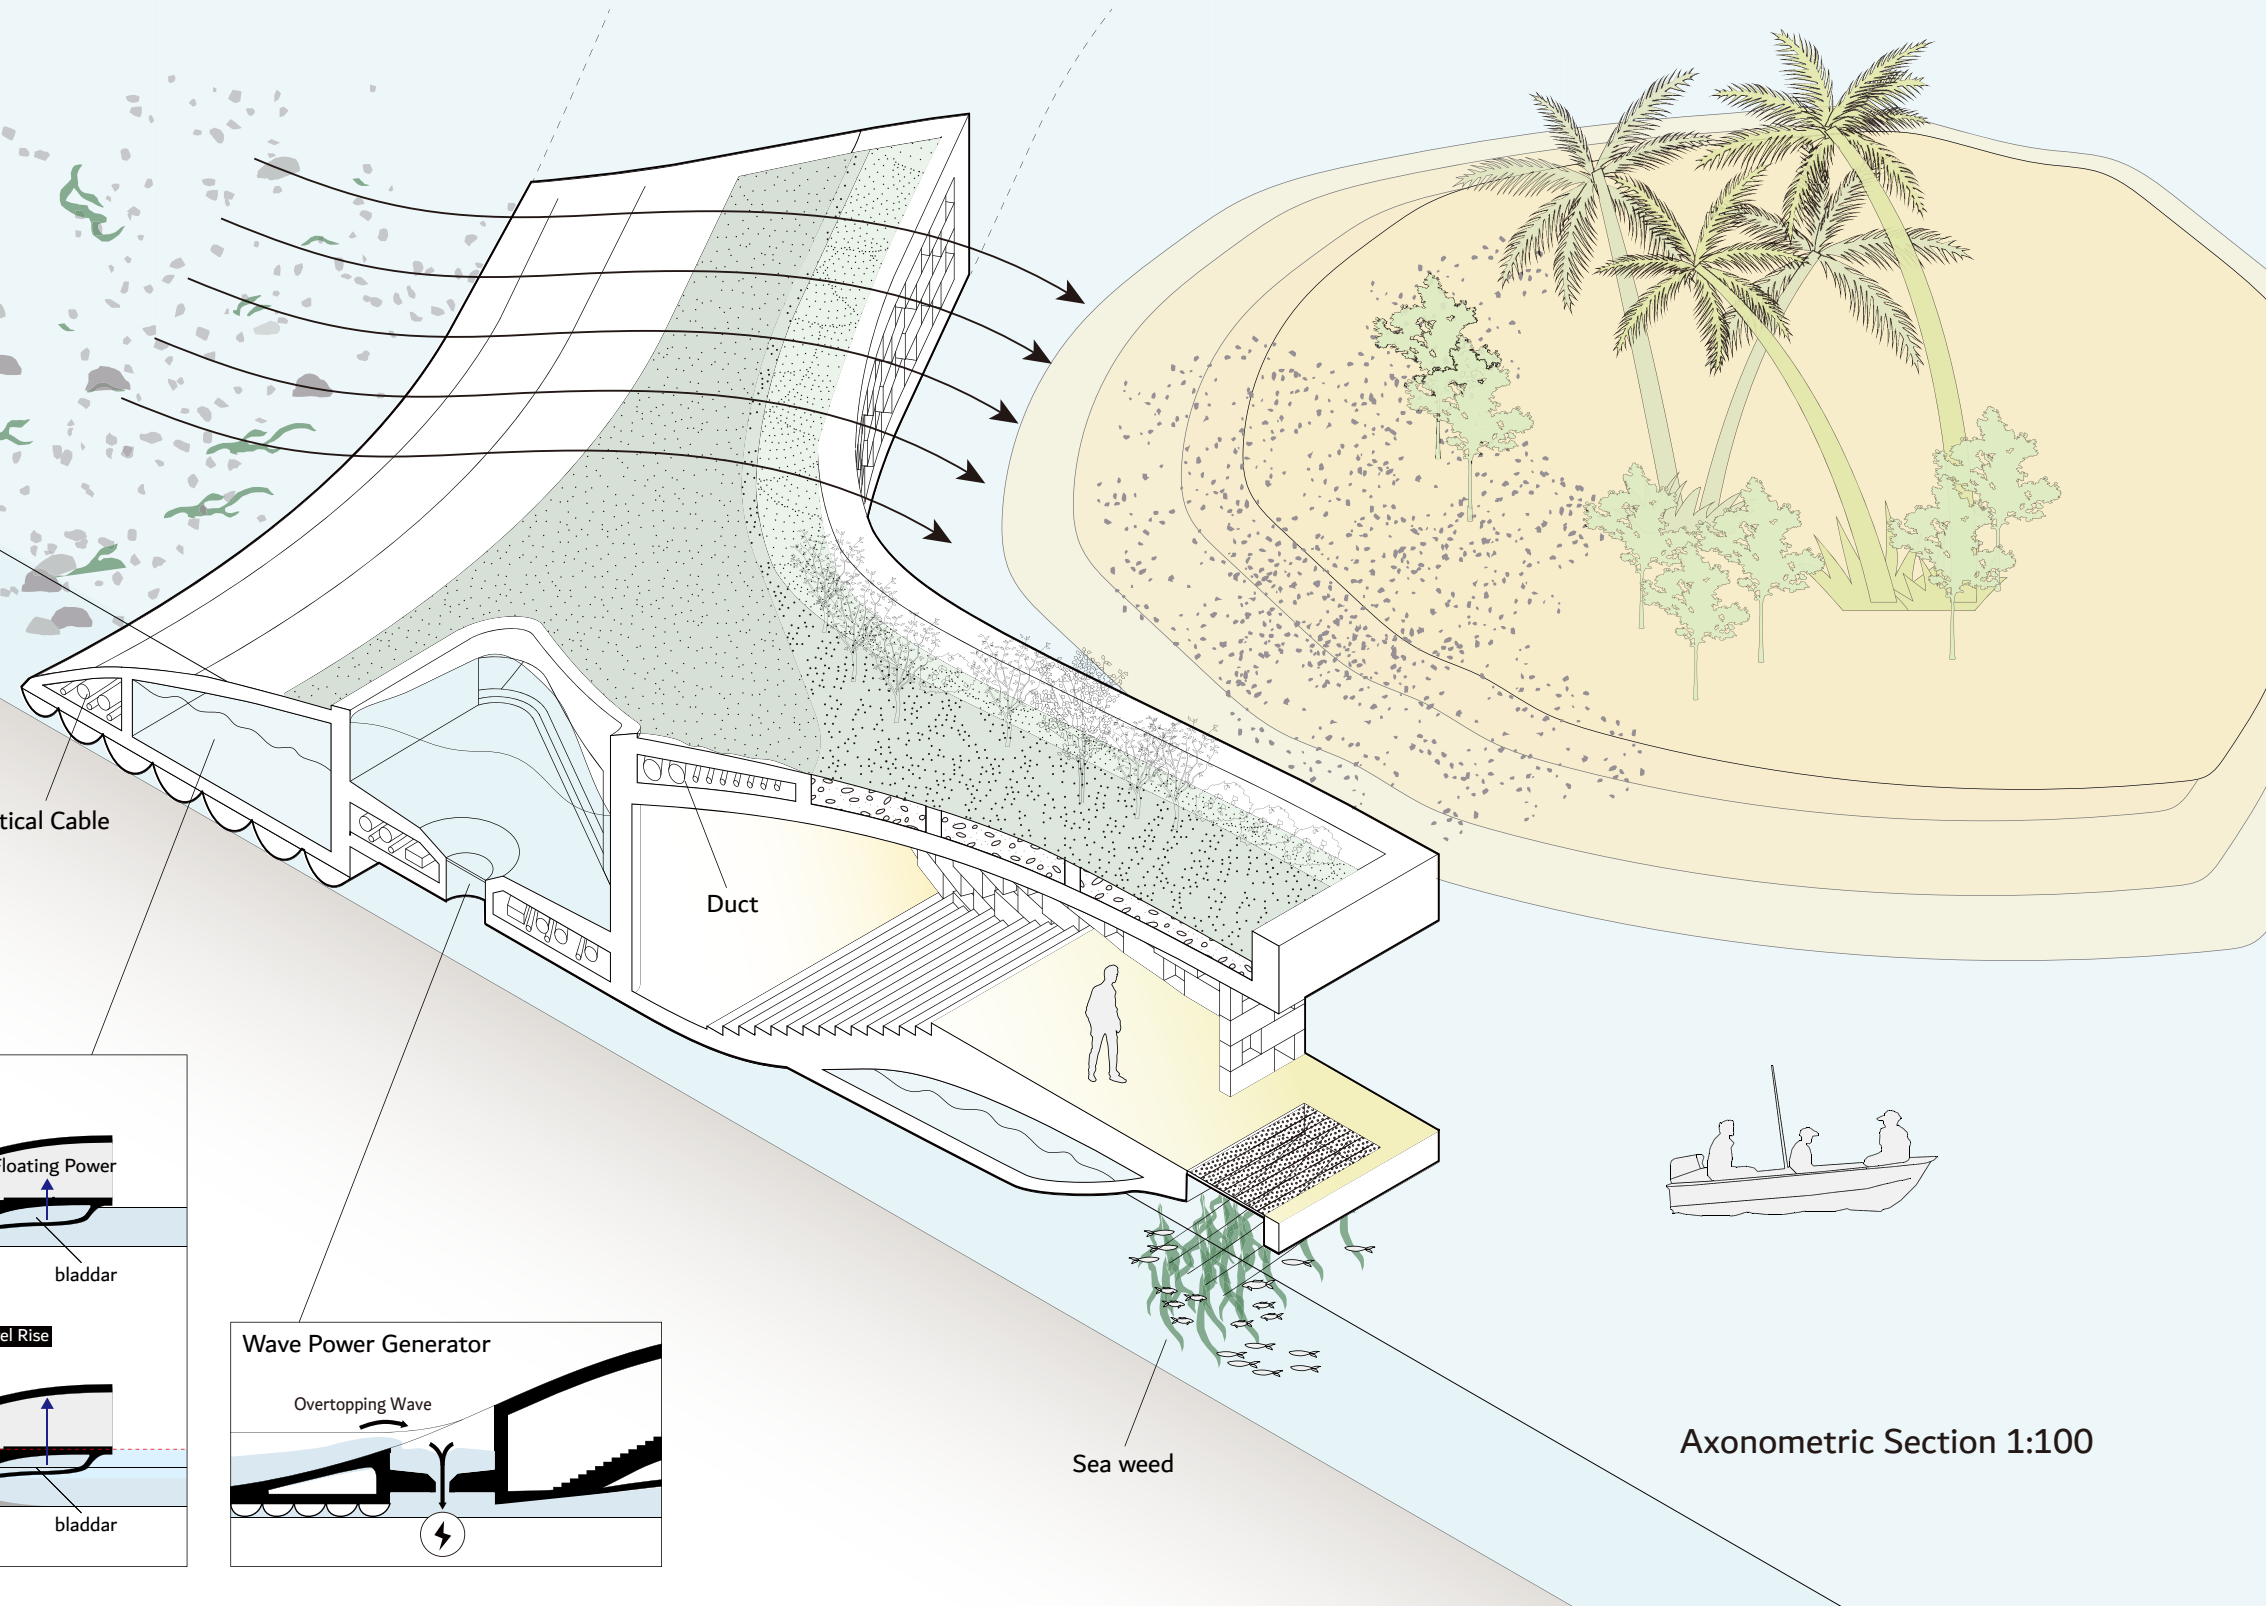 tical Cable
Duct
Floating Power
bladdar
el Rise
bladdar
Wave Power Generator
Overtopping Wave
Sea weed
Axonometric Section 1:100